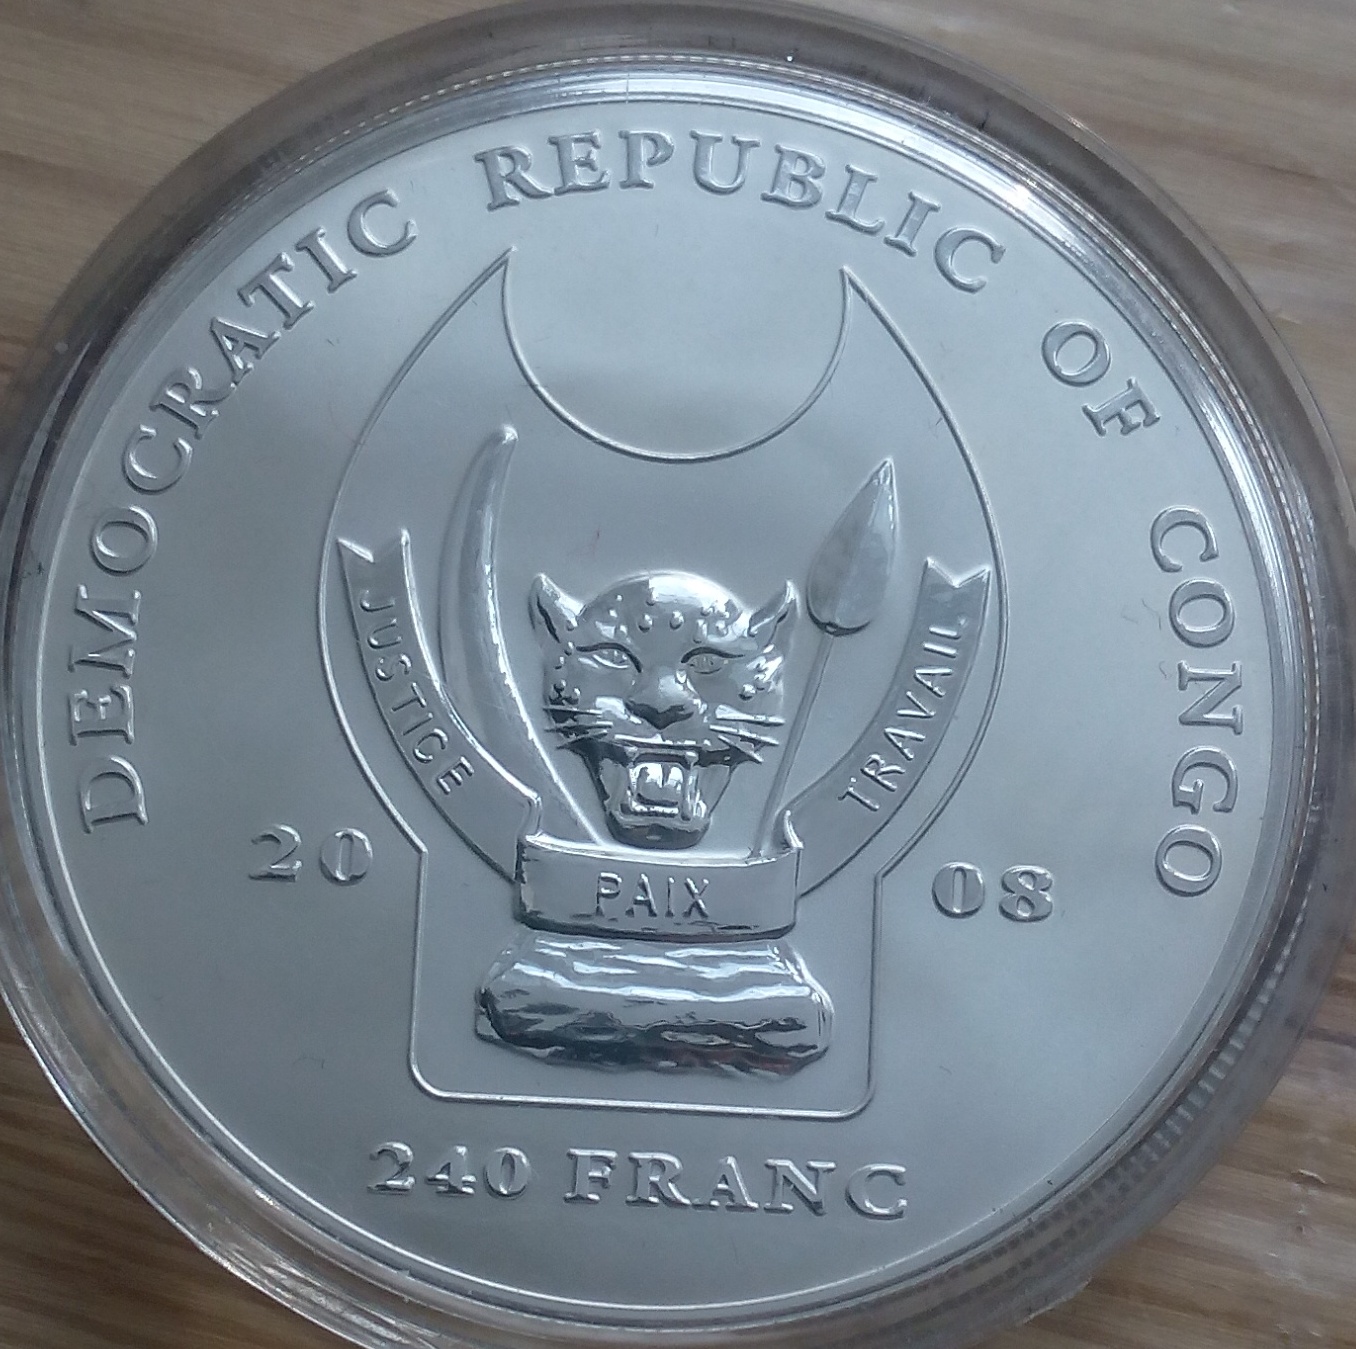 DEMOCRATIC REPUBLIC OF CONGO
JUSTICE
PAIX
TRAVAIL
20 08
240 FRANC